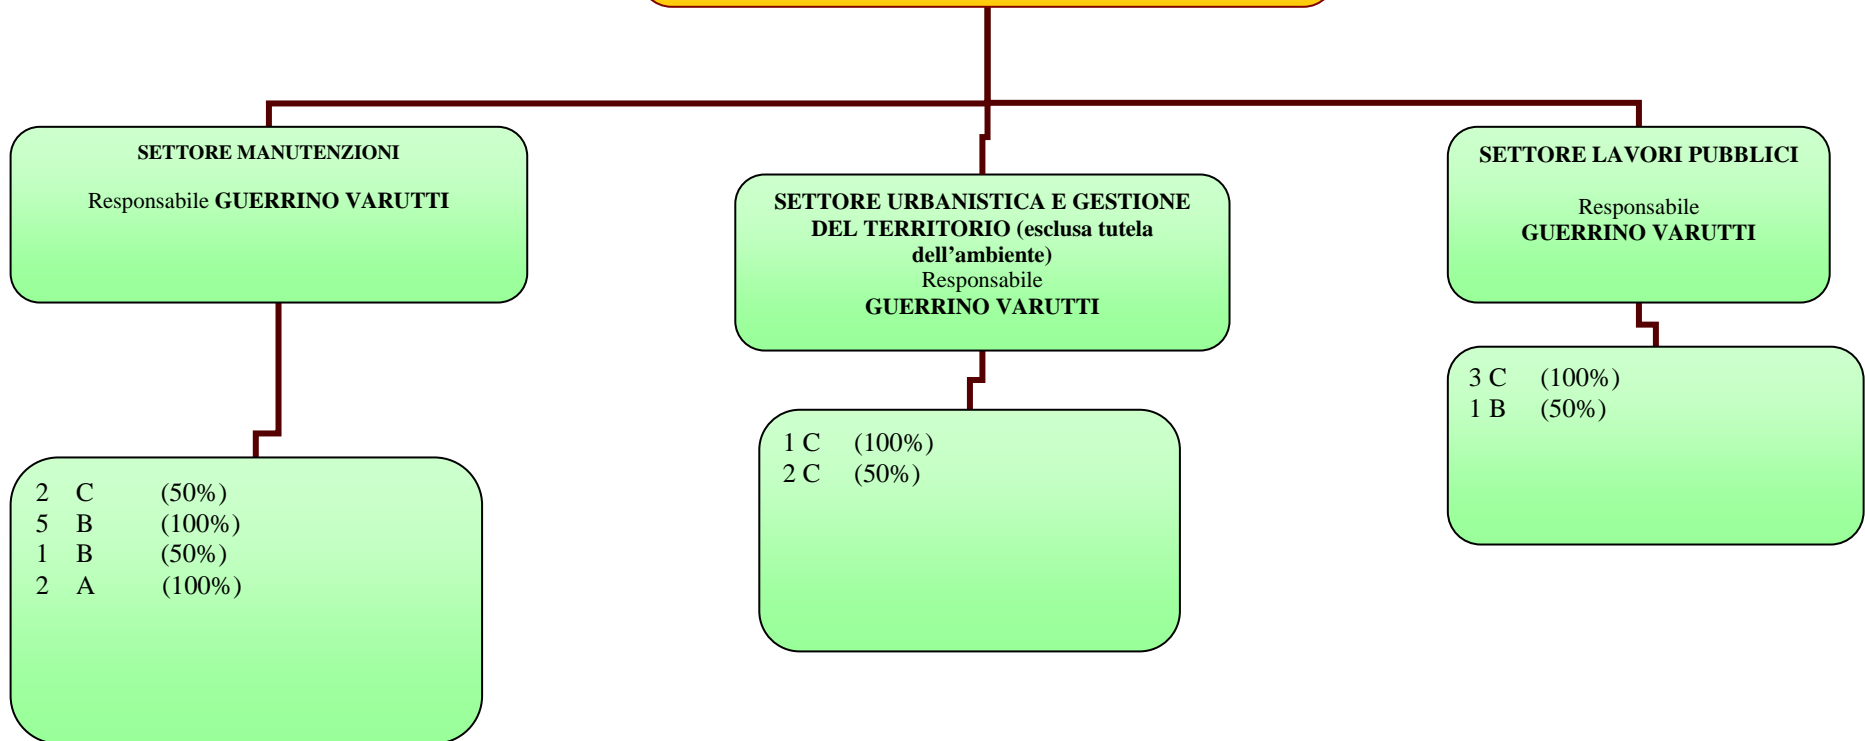 SETTORE MANUTENZIONI
Responsabile GUERRINO VARUTTI
2 C (50%)
5 B (100%)
1 B (50%)
2 A (100%)
SETTORE URBANISTICA E GESTIONE
DEL TERRITORIO (esclusa tutela
dell’ambiente)
Responsabile
GUERRINO VARUTTI
1 C (100%)
2 C (50%)
SETTORE LAVORI PUBBLICI
Responsabile
GUERRINO VARUTTI
3 C (100%)
1 B (50%)